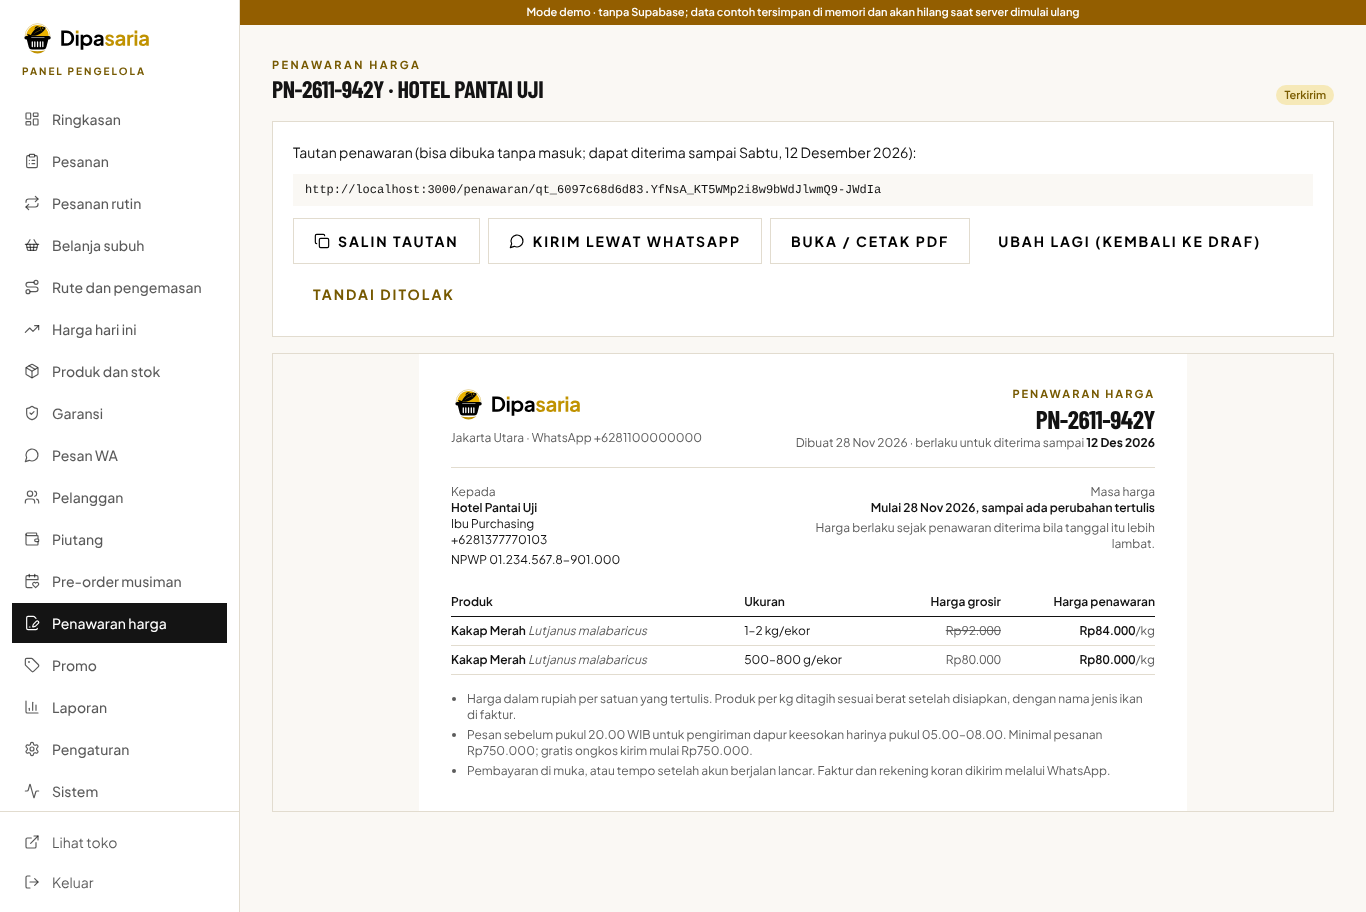 Mode demo · tanpa Supabase; data contoh tersimpan di memori dan akan hilang saat server dimulai ulang
Dipasaria
PANEL PENGELOLA
Ringkasan
Pesanan
Pesanan rutin
Belanja subuh
Rute dan pengemasan
Harga hari ini
Produk dan stok
Garansi
Pesan WA
Pelanggan
Piutang
Pre-order musiman
Penawaran harga
Promo
Laporan
Pengaturan
Sistem
Lihat toko
Keluar
PENAWARAN HARGA
PN-2611-942Y · HOTEL PANTAI UJI
Terkirim
Tautan penawaran (bisa dibuka tanpa masuk; dapat diterima sampai Sabtu, 12 Desember 2026):
http://localhost:3000/penawaran/qt_6097c68d6d83.YfNsA_KT5WMp2i8w9bWdJlwmQ9-JWdIa
SALIN TAUTAN
KIRIM LEWAT WHATSAPP
BUKA / CETAK PDF
UBAH LAGI (KEMBALI KE DRAF)
TANDAI DITOLAK
Dipasaria
Jakarta Utara · WhatsApp +6281100000000
PENAWARAN HARGA
PN-2611-942Y
Dibuat 28 Nov 2026 · berlaku untuk diterima sampai 12 Des 2026
Kepada
Hotel Pantai Uji
Ibu Purchasing
+6281377770103
NPWP 01.234.567.8-901.000
Masa harga
Mulai 28 Nov 2026, sampai ada perubahan tertulis
Harga berlaku sejak penawaran diterima bila tanggal itu lebih
lambat.
Produk Ukuran Harga grosir Harga penawaran
Kakap Merah Lutjanus malabaricus 1–2 kg/ekor Rp92.000 Rp84.000/kg
Kakap Merah Lutjanus malabaricus 500–800 g/ekor Rp80.000 Rp80.000/kg
• Harga dalam rupiah per satuan yang tertulis. Produk per kg ditagih sesuai berat setelah disiapkan, dengan nama jenis ikan
di faktur.
• Pesan sebelum pukul 20.00 WIB untuk pengiriman dapur keesokan harinya pukul 05.00–08.00. Minimal pesanan
Rp750.000; gratis ongkos kirim mulai Rp750.000.
• Pembayaran di muka, atau tempo setelah akun berjalan lancar. Faktur dan rekening koran dikirim melalui WhatsApp.